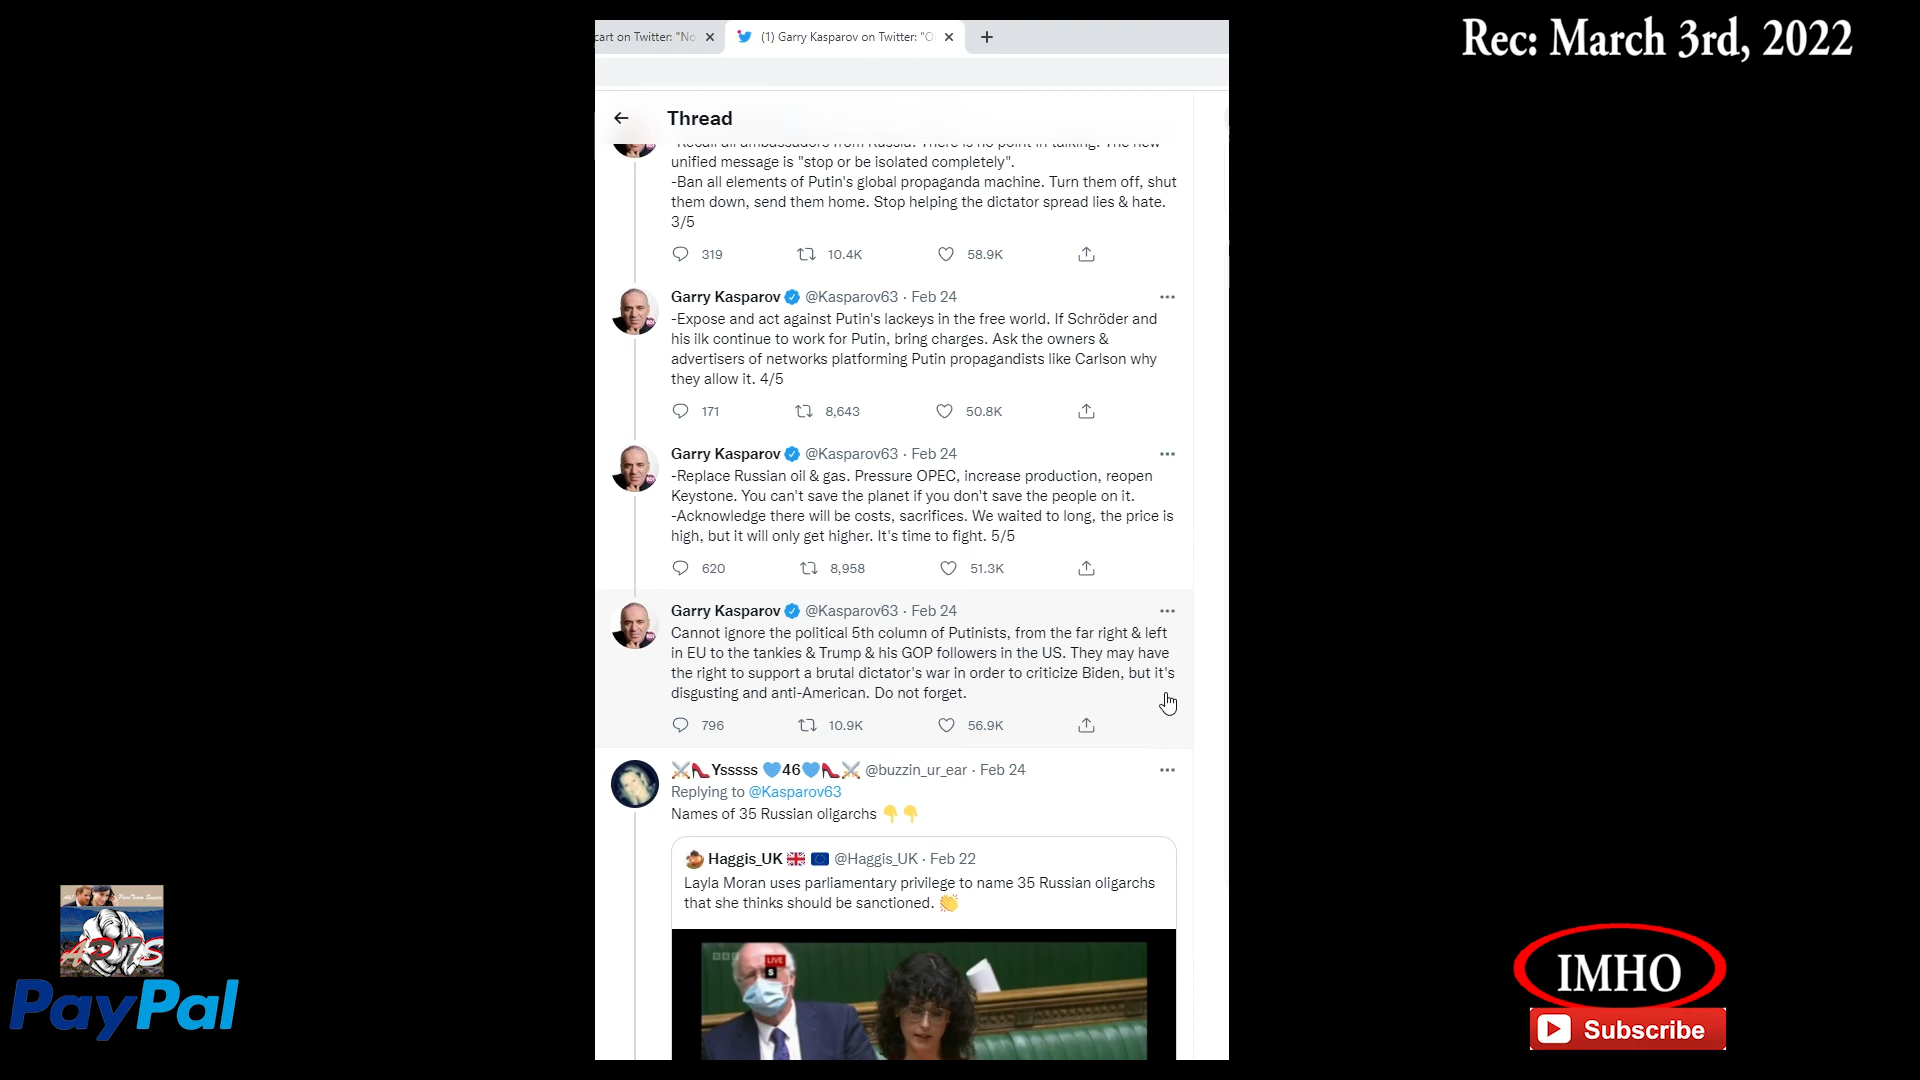 Rec: March 3rd, 2022
cart on Twitter: "No
(1) Garry Kasparov on Twitter: "O
Thread
-Recall all ambassadors from Russia. There is no point in talking. The new
unified message is "stop or be isolated completely".
-Ban all elements of Putin's global propaganda machine. Turn them off, shut
them down, send them home. Stop helping the dictator spread lies & hate.
3/5
319 10.4K 58.9K
Garry Kasparov @Kasparov63 · Feb 24
-Expose and act against Putin's lackeys in the free world. If Schröder and
his ilk continue to work for Putin, bring charges. Ask the owners &
advertisers of networks platforming Putin propagandists like Carlson why
they allow it. 4/5
171 8,643 50.8K
Garry Kasparov @Kasparov63 · Feb 24
-Replace Russian oil & gas. Pressure OPEC, increase production, reopen
Keystone. You can't save the planet if you don't save the people on it.
-Acknowledge there will be costs, sacrifices. We waited to long, the price is
high, but it will only get higher. It's time to fight. 5/5
620 8,958 51.3K
Garry Kasparov @Kasparov63 · Feb 24
Cannot ignore the political 5th column of Putinists, from the far right & left
in EU to the tankies & Trump & his GOP followers in the US. They may have
the right to support a brutal dictator's war in order to criticize Biden, but it's
disgusting and anti-American. Do not forget.
796 10.9K 56.9K
⚔️👠Ysssss 💙46💙👠⚔️ @buzzin_ur_ear · Feb 24
Replying to @Kasparov63
Names of 35 Russian oligarchs 👇👇
Haggis_UK 🇬🇧 🇪🇺 @Haggis_UK · Feb 22
Layla Moran uses parliamentary privilege to name 35 Russian oligarchs
that she thinks should be sanctioned. 👏
BBC
LIVE
S
PayPal
IMHO
Subscribe